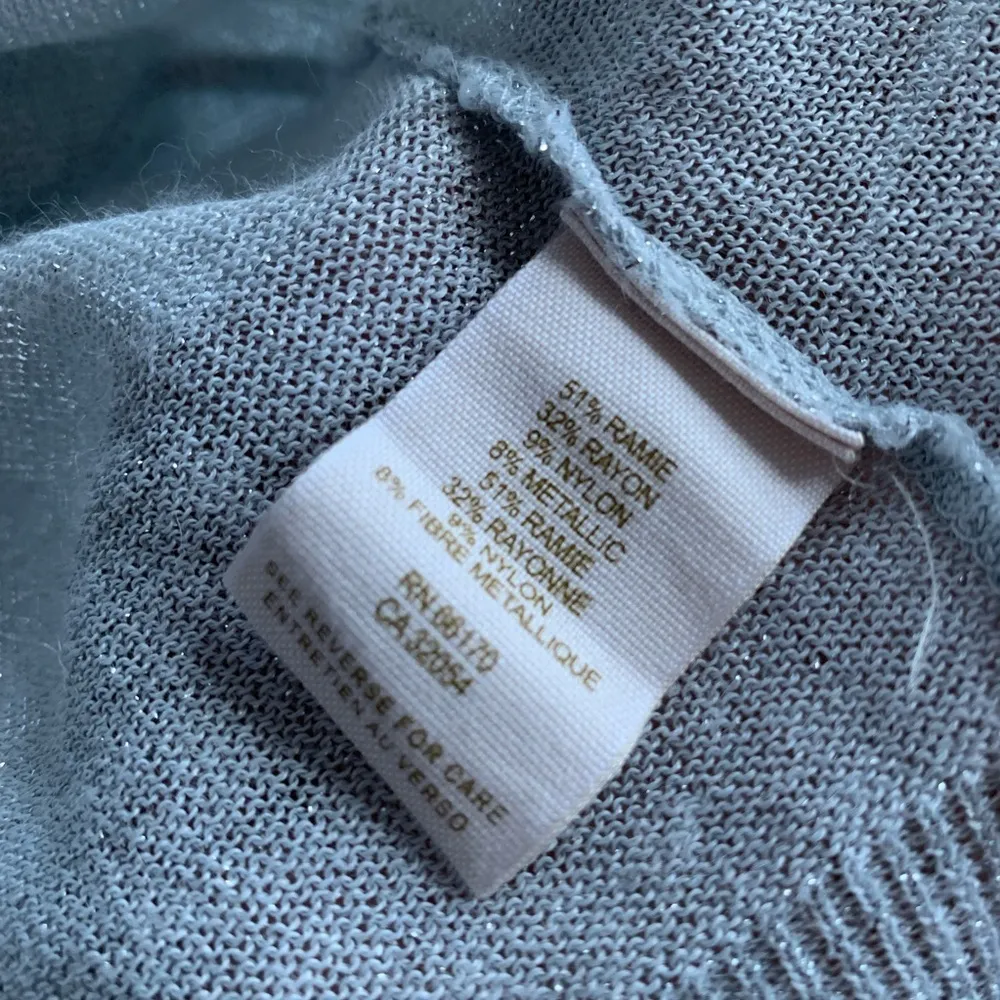 51% RAMIE
32% RAYON
9% NYLON
8% METALLIC
51% RAMIE
32% RAYONNE
9% NYLON
8% FIBRE METALLIQUE
RN 66170
CA 32054
SEE REVERSE FOR CARE
ENTRETIEN AU VERSO